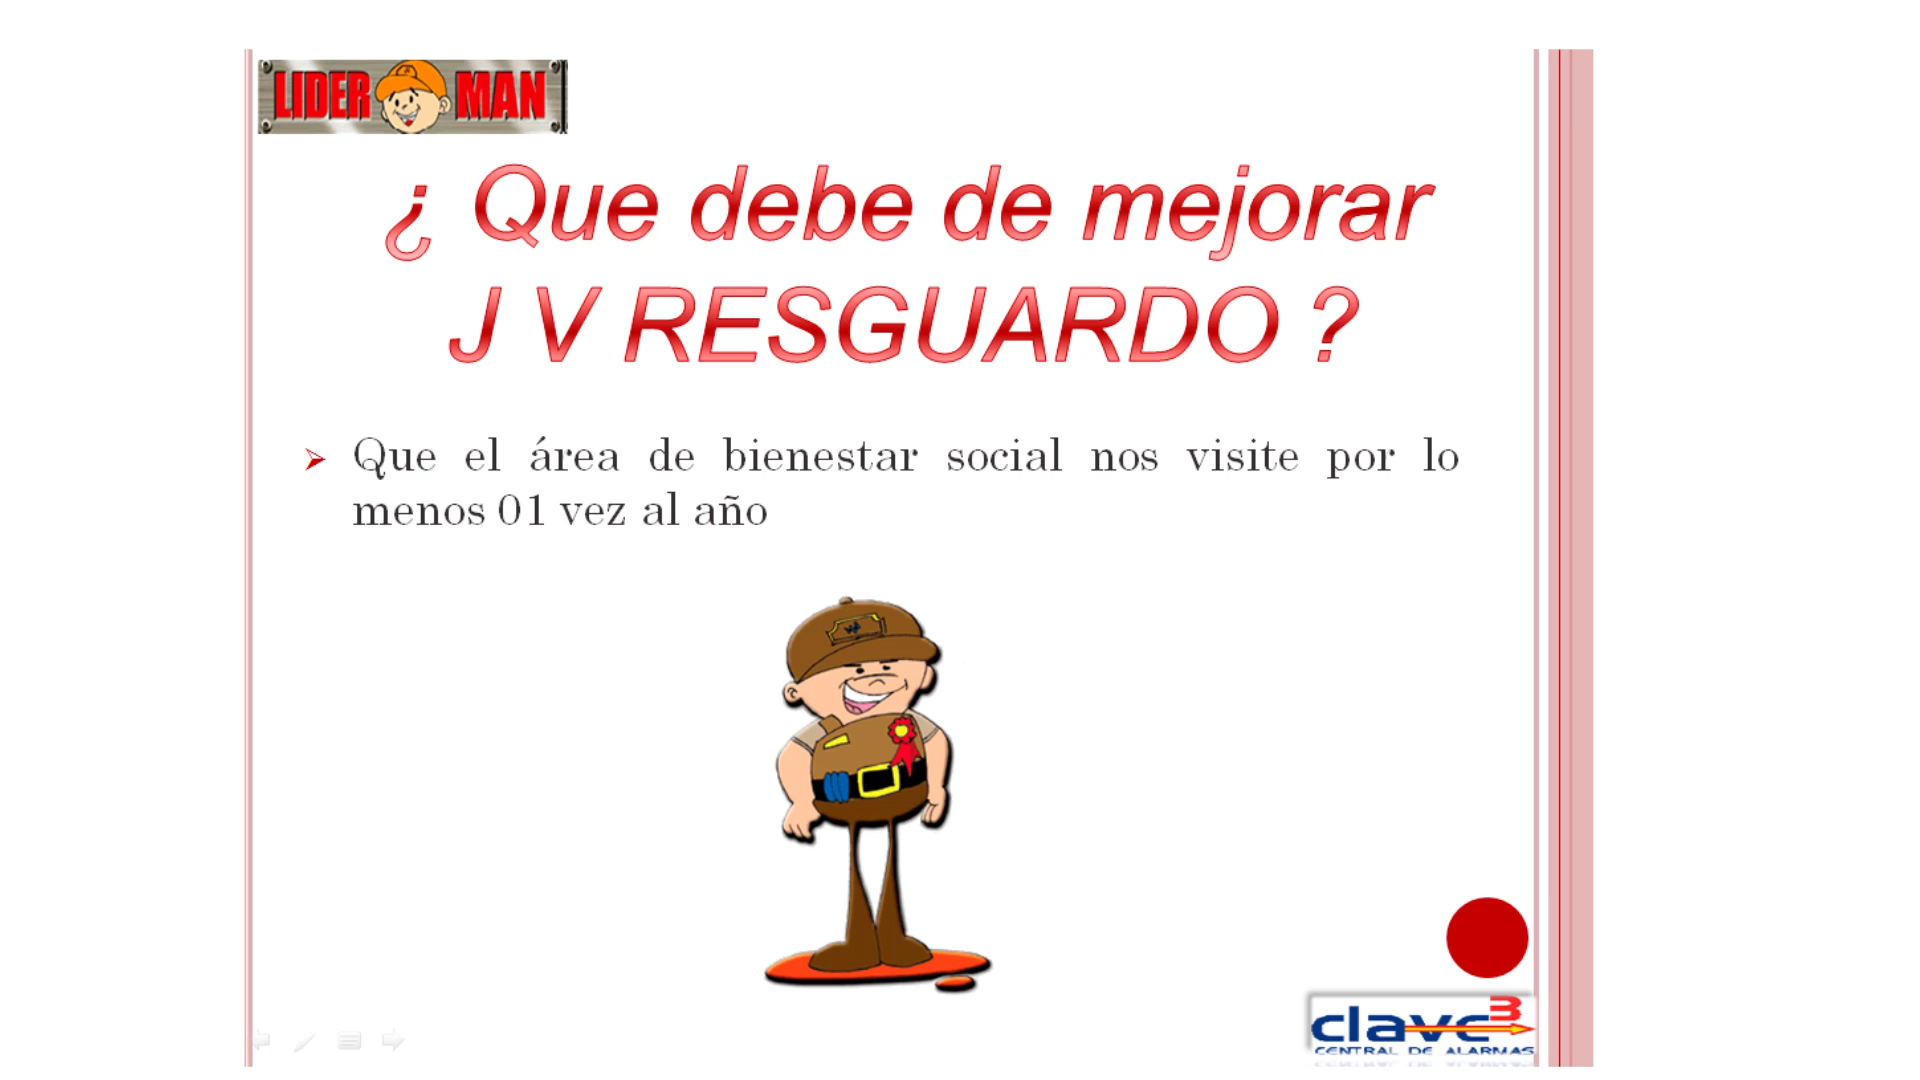 LIDER MAN
¿ Que debe de mejorar
J V RESGUARDO ?
Que el área de bienestar social nos visite por lo
menos 01 vez al año
clave3
CENTRAL DE ALARMAS